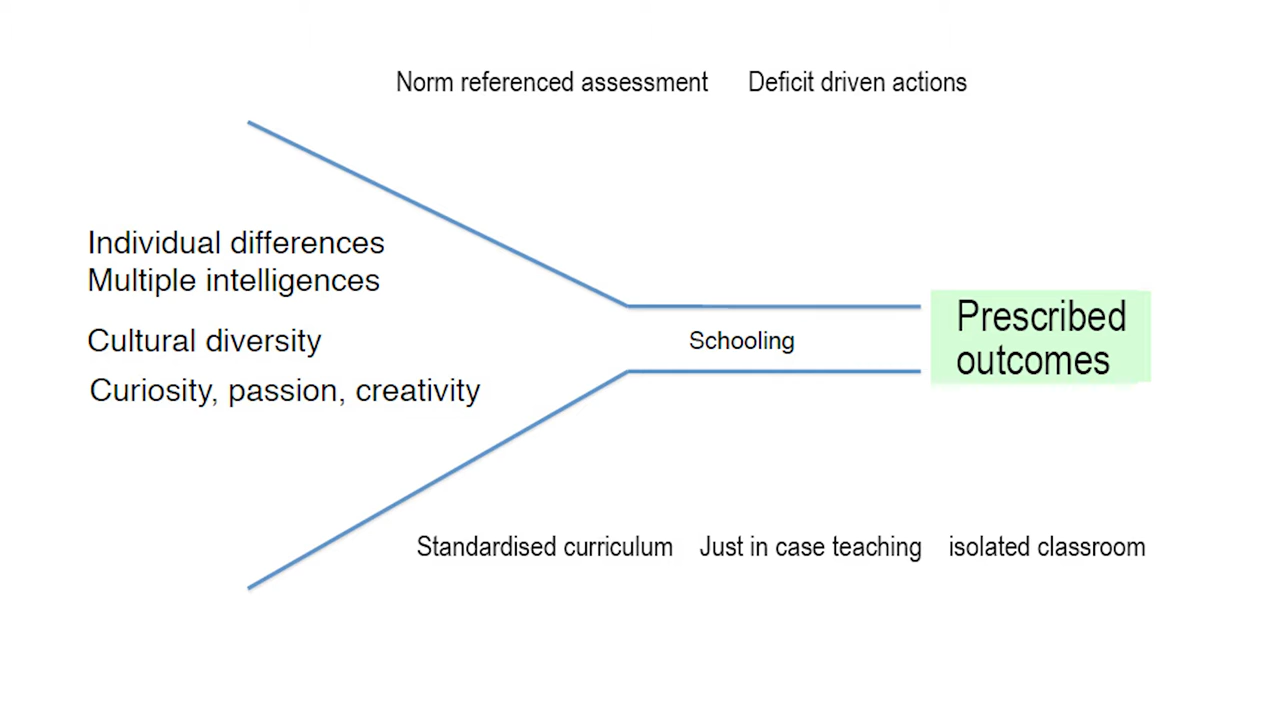 Norm referenced assessment Deficit driven actions
Individual differences
Multiple intelligences
Cultural diversity
Curiosity, passion, creativity
Schooling
Prescribed
outcomes
Standardised curriculum Just in case teaching isolated classroom